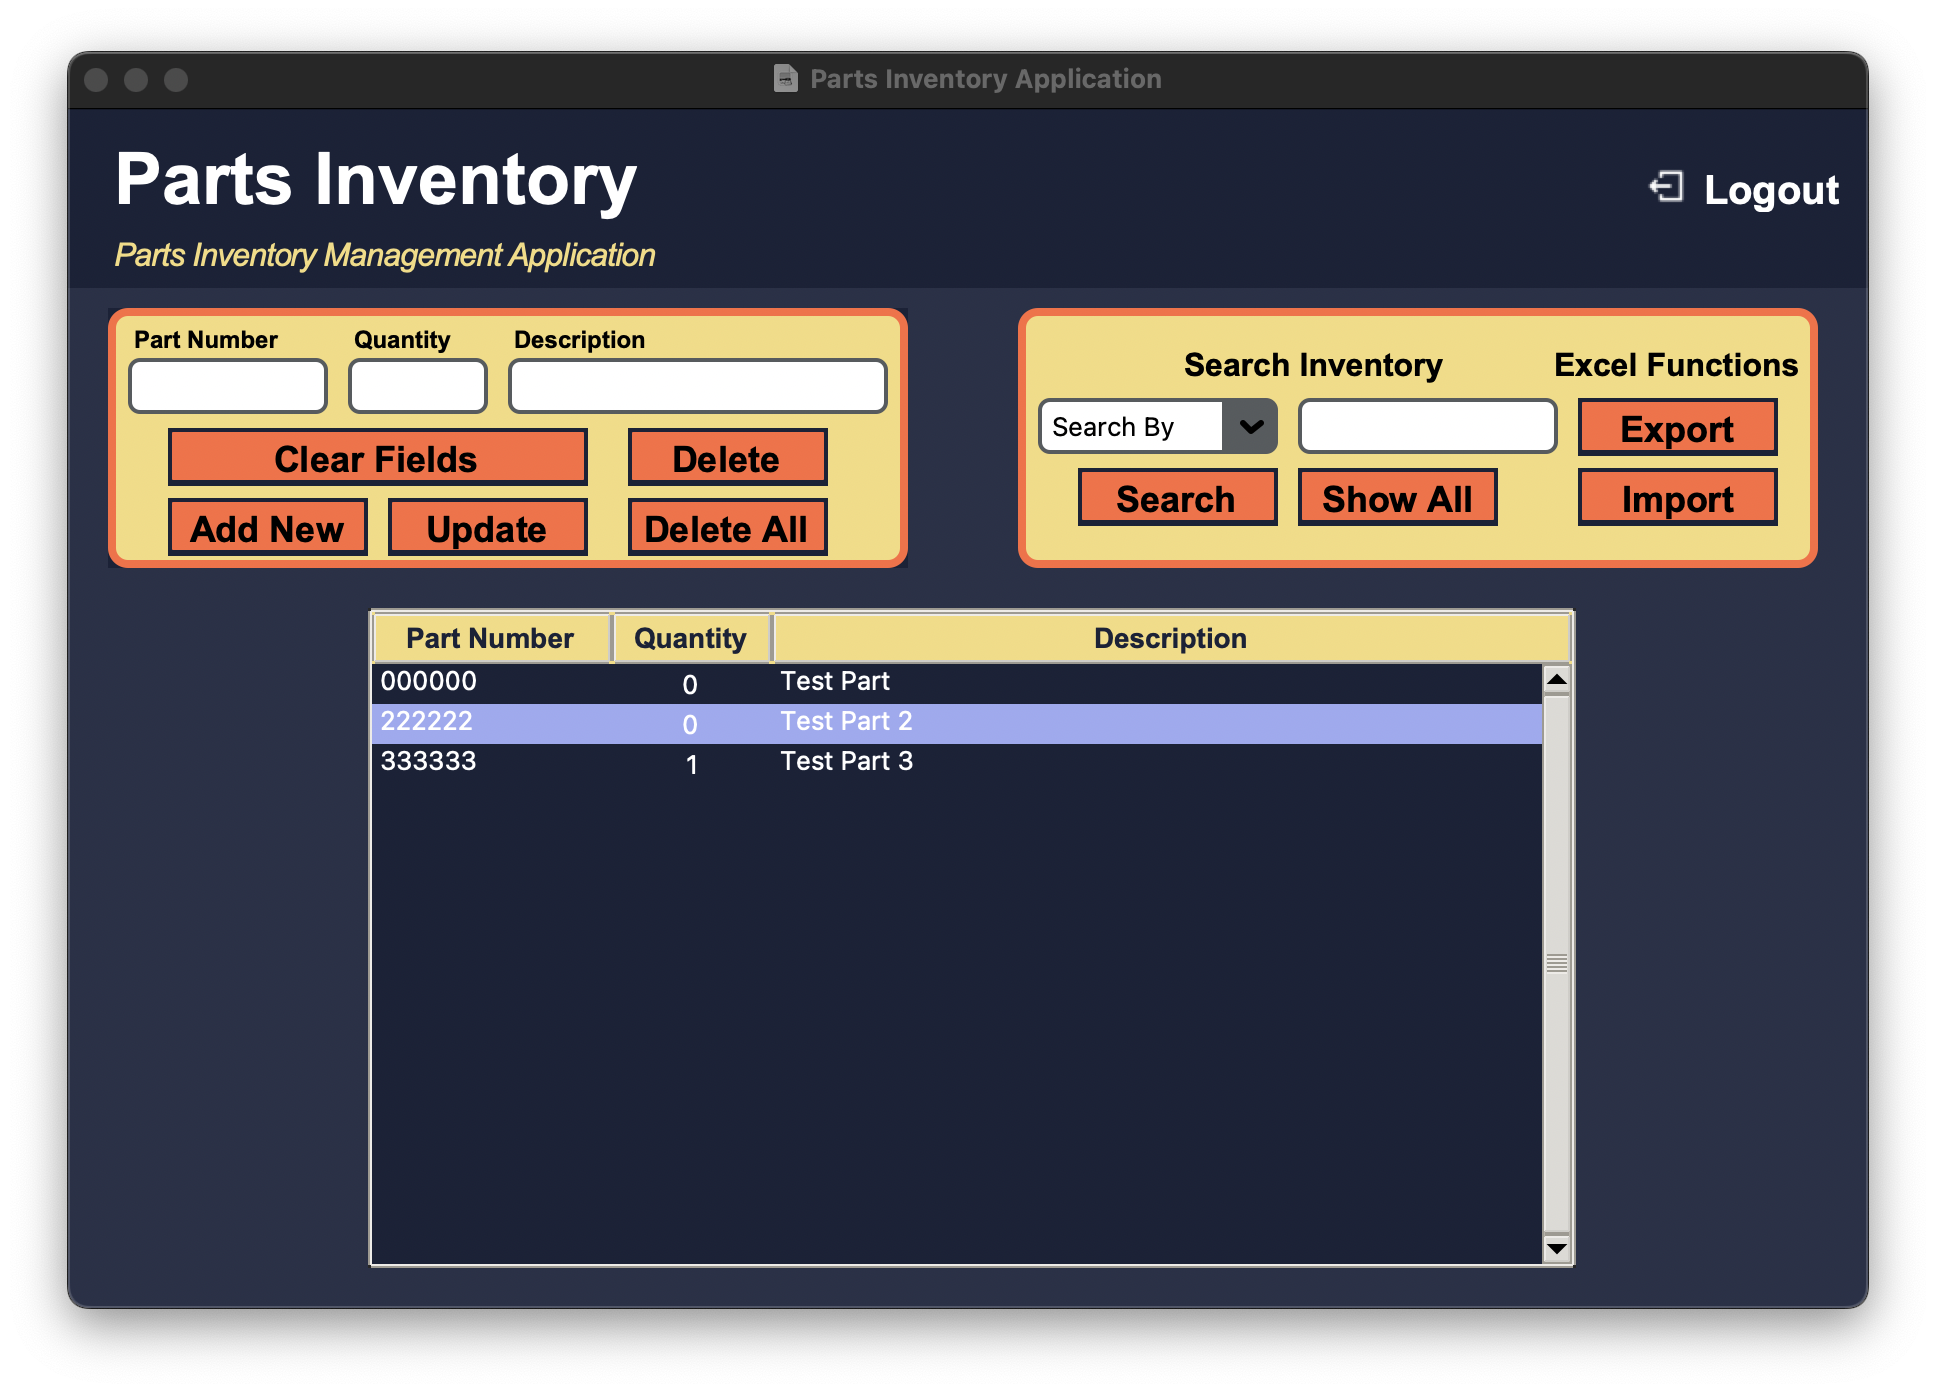 Parts Inventory Application
Parts Inventory
Logout
Parts Inventory Management Application
Part Number Quantity Description
Clear Fields Delete
Add New Update Delete All
Search Inventory Excel Functions
Search By Export
Search Show All Import
Part Number Quantity Description
000000 0 Test Part
222222 0 Test Part 2
333333 1 Test Part 3